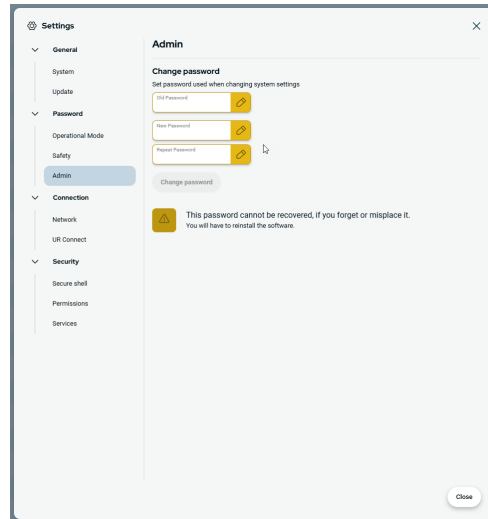 Settings
General
System
Update
Password
Operational Mode
Safety
Admin
Connection
Network
UR Connect
Security
Secure shell
Permissions
Services
Admin
Change password
Set password used when changing system settings
Old Password
New Password
Repeat Password
Change password
This password cannot be recovered, if you forget or misplace it.
You will have to reinstall the software.
Close